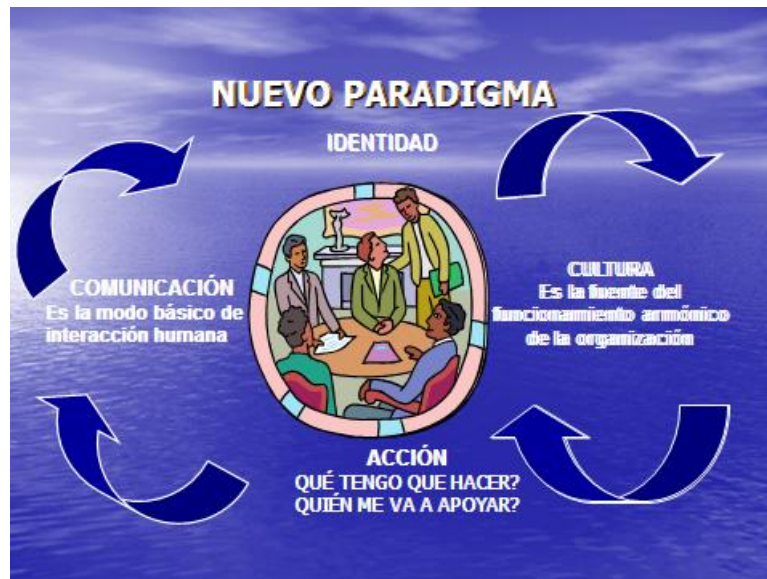 NUEVO PARADIGMA
IDENTIDAD
COMUNICACIÓN
Es la modo básico de
interacción humana
CULTURA
Es la fuente del
funcionamiento armónico
de la organización
ACCIÓN
QUÉ TENGO QUE HACER?
QUIÉN ME VA A APOYAR?